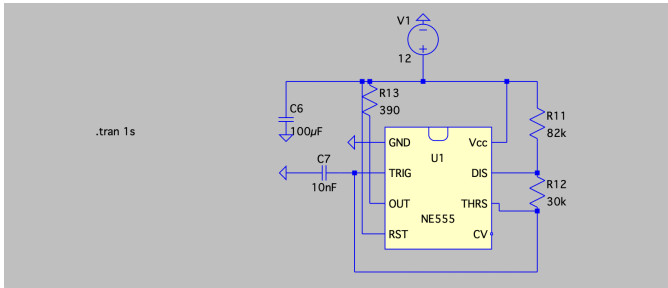 V1
12
R13
390
C6
100µF
R11
82k
.tran 1s
GND
Vcc
U1
C7
10nF
TRIG
DIS
R12
30k
OUT
THRS
NE555
RST
CV